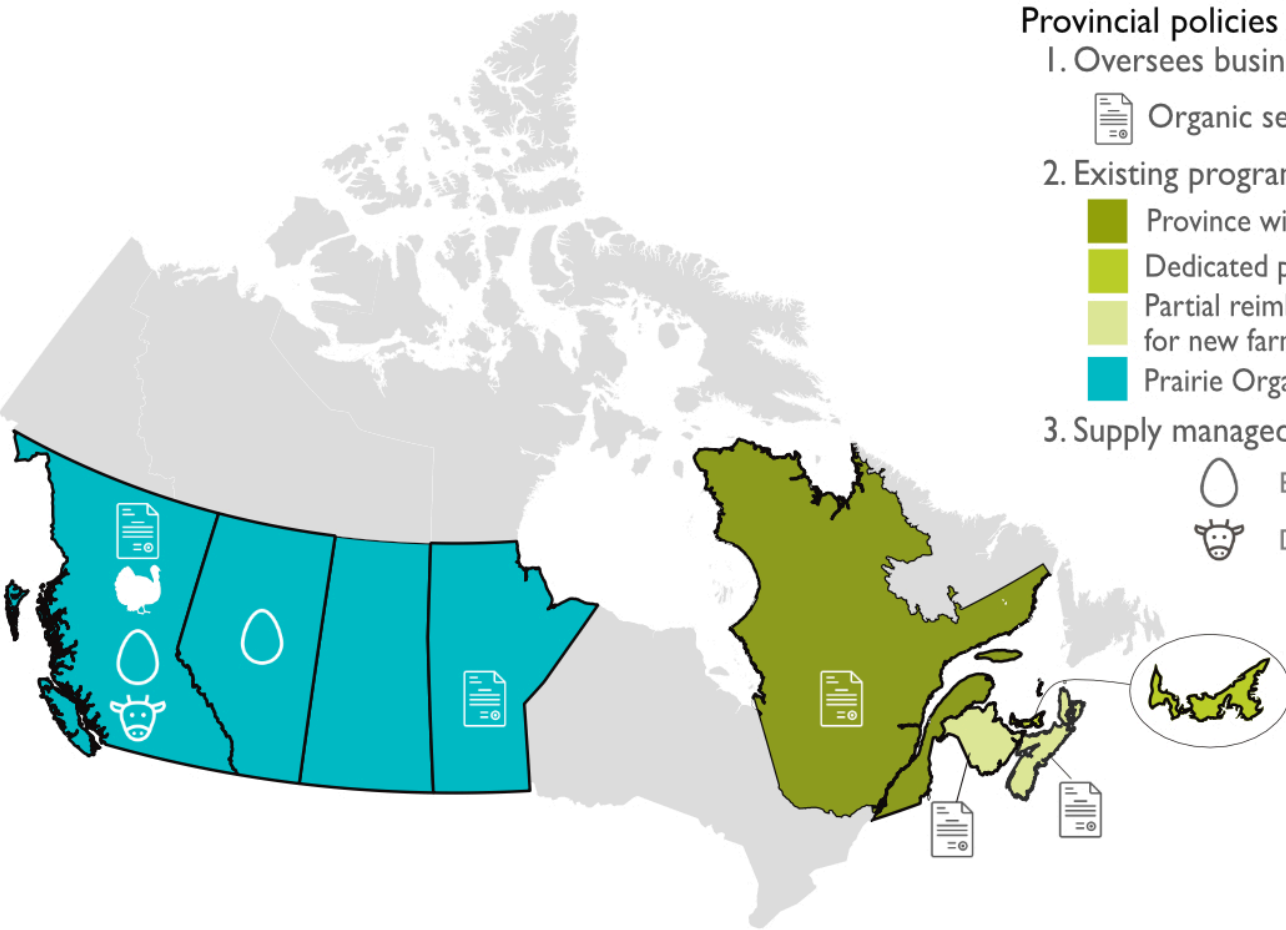 Provincial policies
1. Oversees busin
Organic se
2. Existing progran
Province wi
Dedicated p
Partial reiml
for new farn
Prairie Orga
3. Supply managed